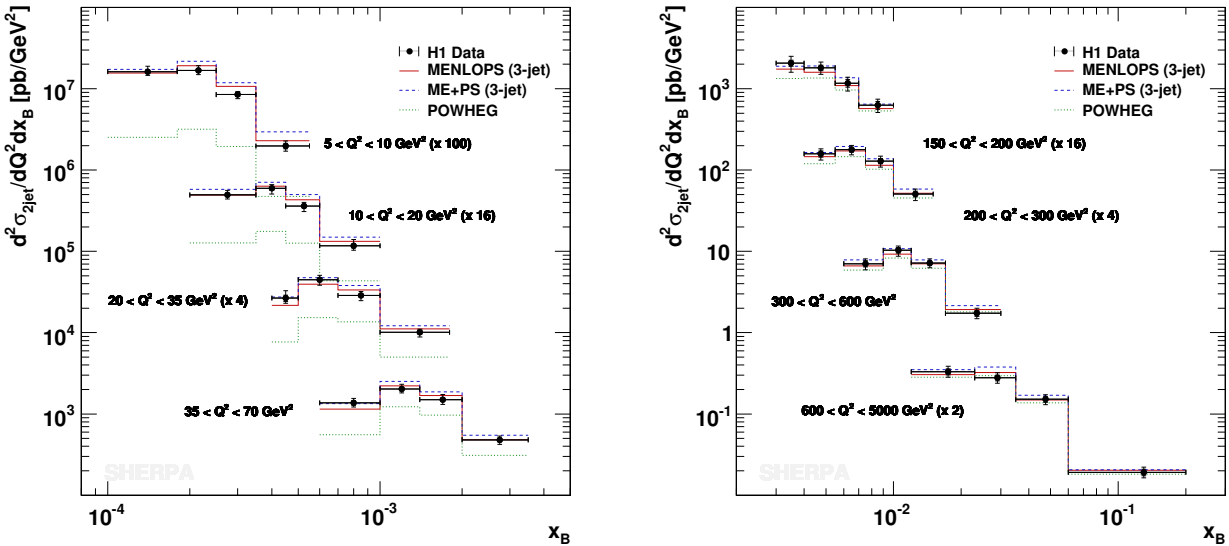 d²σ₂ⱼₑₜ/dQ²dx_B [pb/GeV²]
10⁷
10⁶
10⁵
10⁴
10³
H1 Data
MENLOPS (3-jet)
ME+PS (3-jet)
POWHEG
5 < Q² < 10 GeV² (x 100)
10 < Q² < 20 GeV² (x 16)
20 < Q² < 35 GeV² (x 4)
35 < Q² < 70 GeV²
SHERPA
10⁻⁴
10⁻³
x_B
d²σ₂ⱼₑₜ/dQ²dx_B [pb/GeV²]
10³
10²
10
1
10⁻¹
H1 Data
MENLOPS (3-jet)
ME+PS (3-jet)
POWHEG
150 < Q² < 200 GeV² (x 16)
200 < Q² < 300 GeV² (x 4)
300 < Q² < 600 GeV²
600 < Q² < 5000 GeV² (x 2)
SHERPA
10⁻²
10⁻¹
x_B